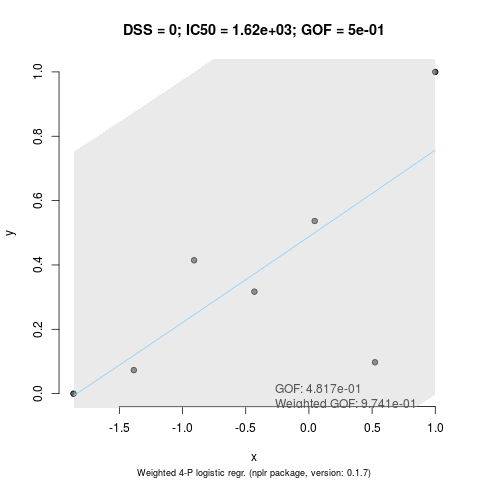 DSS = 0; IC50 = 1.62e+03; GOF = 5e-01
1.0
0.8
0.6
0.4
0.2
0.0
y
GOF: 4.817e-01
Weighted GOF: 9.741e-01
-1.5 -1.0 -0.5 0.0 0.5 1.0
x
Weighted 4-P logistic regr. (nplr package, version: 0.1.7)